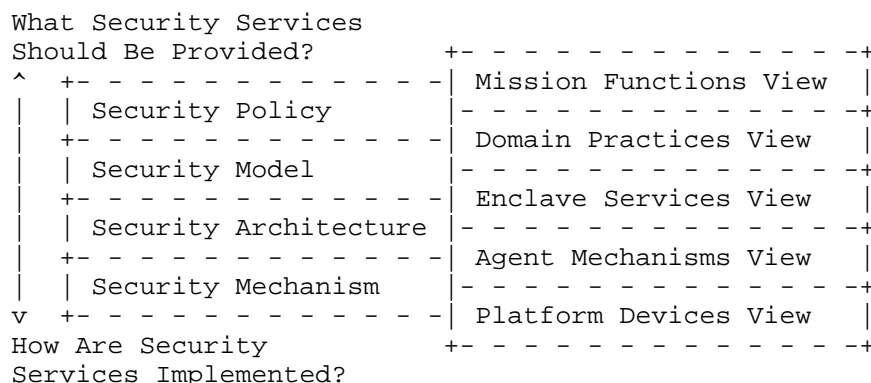 What Security Services
Should Be Provided?        +- - - - - - - - - - - - -+
^  +- - - - - - - - - - - -| Mission Functions View  |
|  | Security Policy       |- - - - - - - - - - - - -+
|  +- - - - - - - - - - - -| Domain Practices View   |
|  | Security Model        |- - - - - - - - - - - - -+
|  +- - - - - - - - - - - -| Enclave Services View   |
|  | Security Architecture |- - - - - - - - - - - - -+
|  +- - - - - - - - - - - -| Agent Mechanisms View   |
|  | Security Mechanism    |- - - - - - - - - - - - -+
v  +- - - - - - - - - - - -| Platform Devices View   |
How Are Security           +- - - - - - - - - - - - -+
Services Implemented?